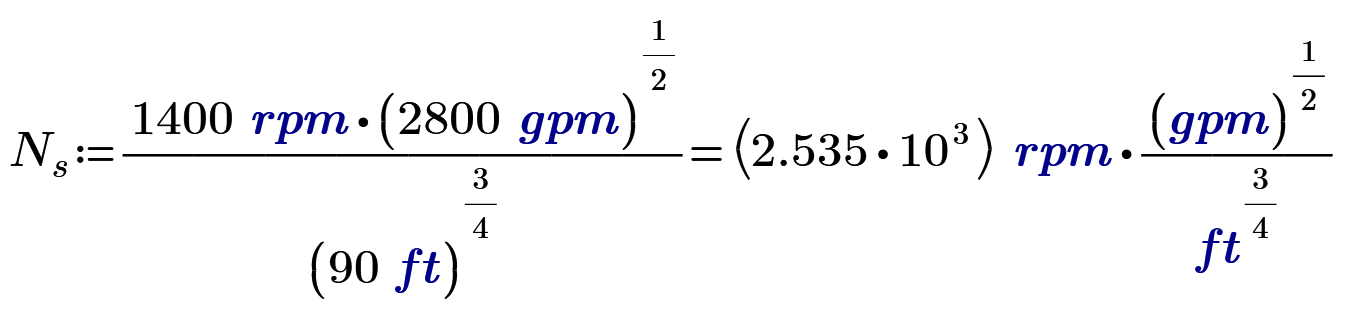 N_s := (1400 rpm · (2800 gpm)^(1/2)) / ((90 ft)^(3/4)) = (2.535 · 10^3) rpm · ((gpm)^(1/2)) / (ft^(3/4))